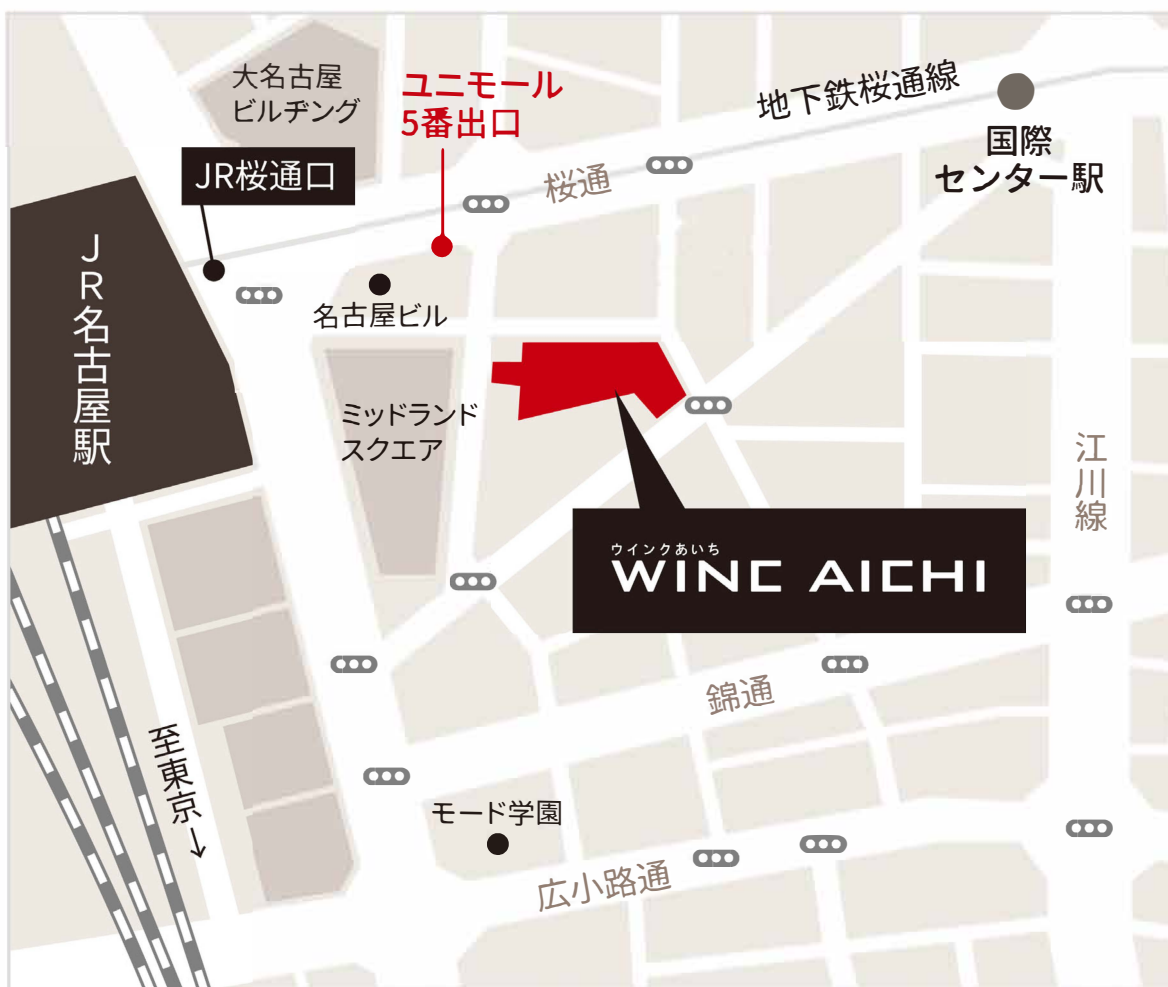 大名古屋
ビルヂング
ユニモール
5番出口
地下鉄桜通線
国際
センター駅
JR桜通口
桜通
JR名古屋駅
名古屋ビル
ミッドランド
スクエア
江川線
ウインクあいち
WINC AICHI
錦通
至東京→
モード学園
広小路通